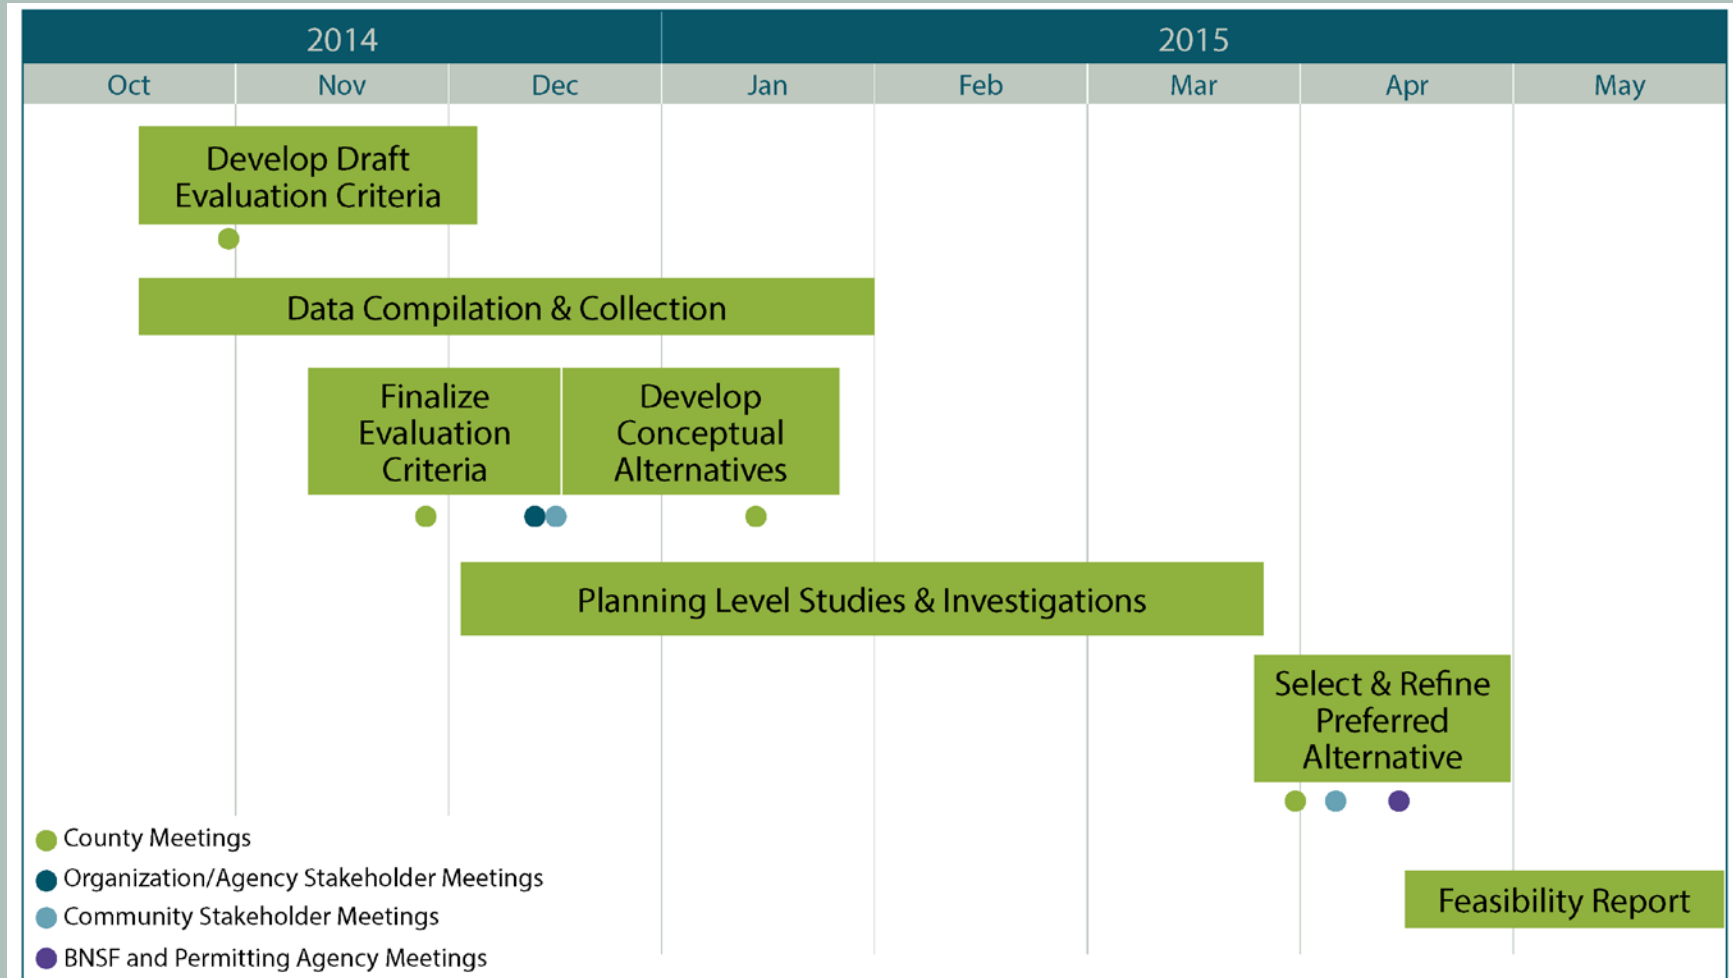 2014 2015
Oct Nov Dec Jan Feb Mar Apr May
Develop Draft
Evaluation Criteria
Data Compilation & Collection
Finalize
Evaluation
Criteria
Develop
Conceptual
Alternatives
Planning Level Studies & Investigations
Select & Refine
Preferred
Alternative
Feasibility Report
County Meetings
Organization/Agency Stakeholder Meetings
Community Stakeholder Meetings
BNSF and Permitting Agency Meetings